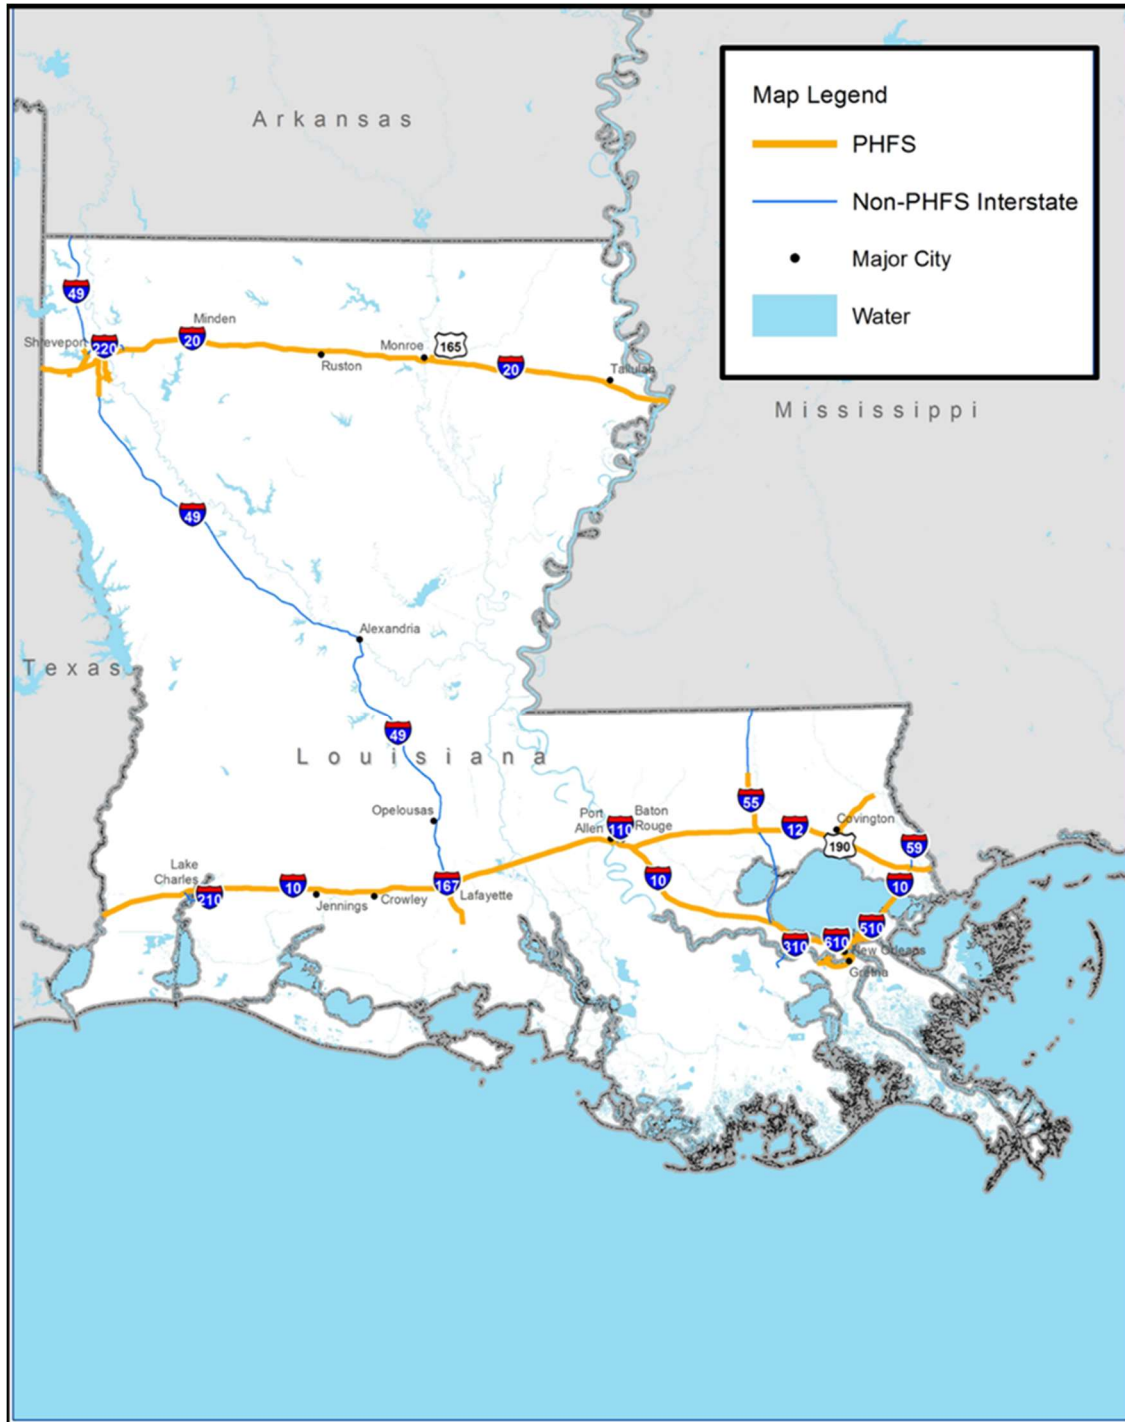 Arkansas
Map Legend
PHFS
Non-PHFS Interstate
Major City
Water
49
Minden
Shreveport
220
20
Monroe
165
Ruston
20
Tallulah
Mississippi
49
Alexandria
Texas
49
Louisiana
Opelousas
Port
Allen
110
Baton
Rouge
55
12
Covington
190
59
Lake
Charles
210
10
Jennings
Crowley
167
Lafayette
10
10
310
610
510
New Orleans
Gretna